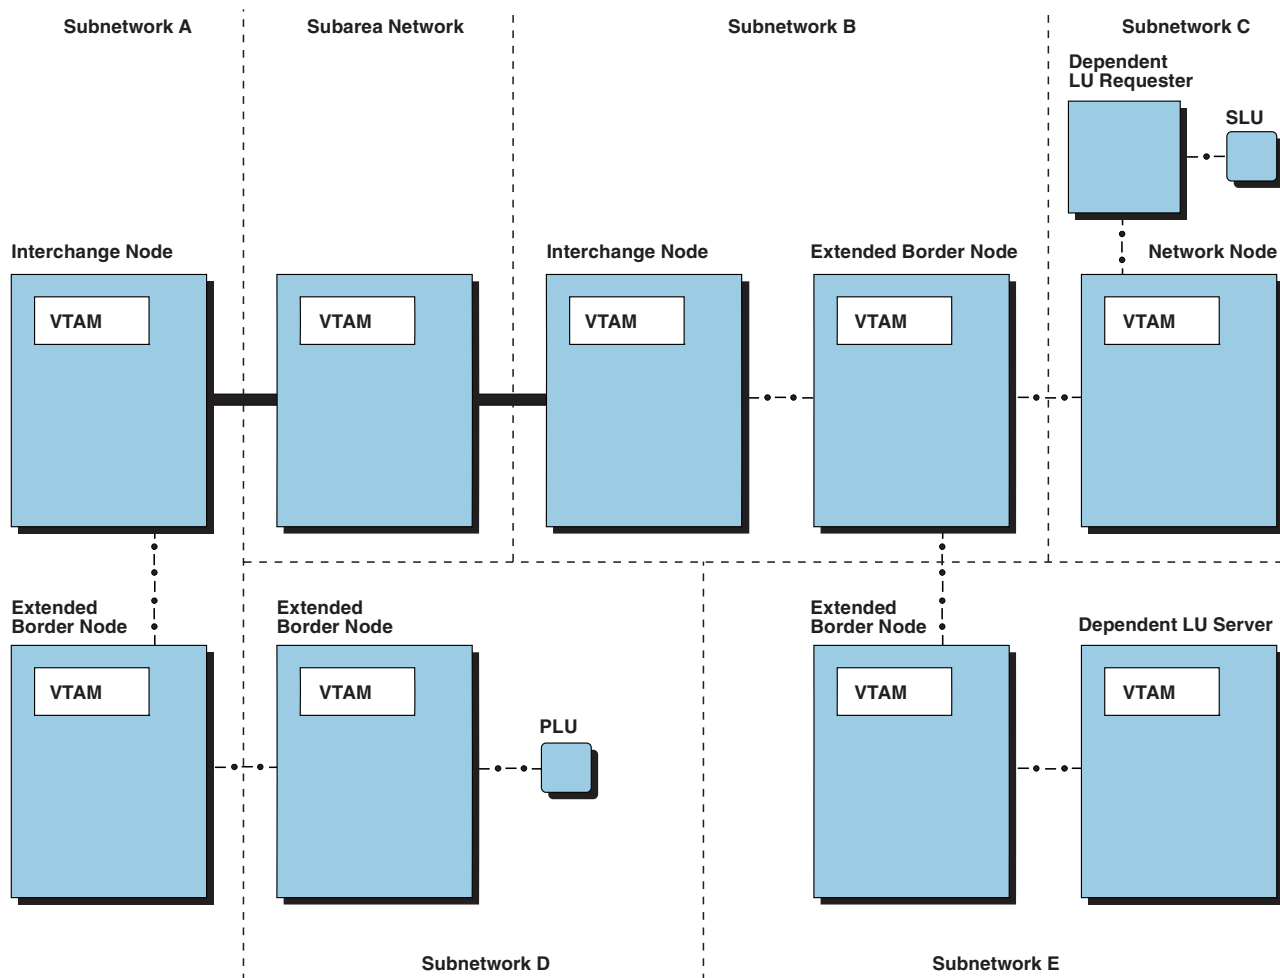 Subnetwork A
Subarea Network
Subnetwork B
Subnetwork C
Dependent
LU Requester
SLU
Interchange Node
Interchange Node
Extended Border Node
Network Node
VTAM
VTAM
VTAM
VTAM
VTAM
Extended
Border Node
Extended
Border Node
Extended
Border Node
Dependent LU Server
VTAM
VTAM
VTAM
VTAM
PLU
Subnetwork D
Subnetwork E